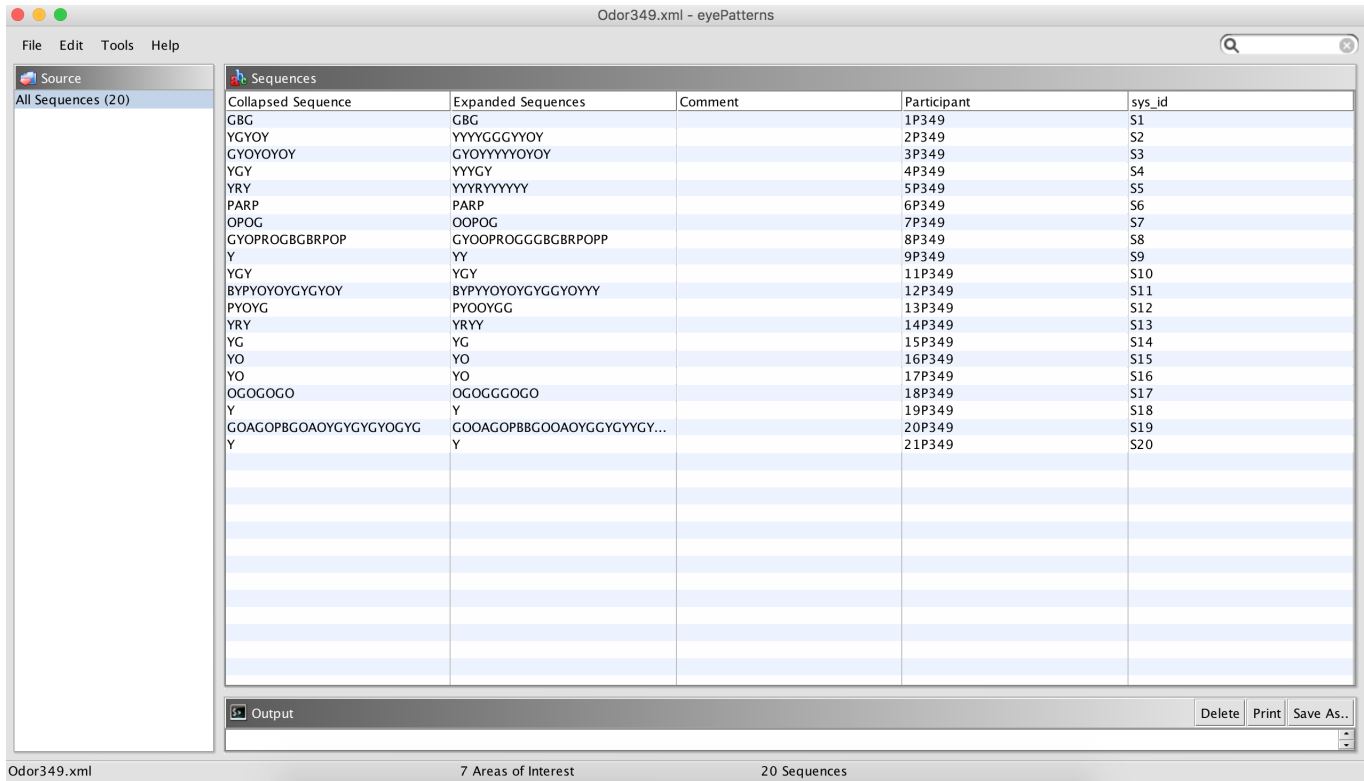 Odor349.xml - eyePatterns
File Edit Tools Help
Source
All Sequences (20)
Sequences
Collapsed Sequence Expanded Sequences Comment Participant sys_id
GBG GBG 1P349 S1
YGYOY YYYYGGGYYOY 2P349 S2
GYOYOYOY GYOYYYYYOYOY 3P349 S3
YGY YYYGY 4P349 S4
YRY YYYRYYYYYY 5P349 S5
PARP PARP 6P349 S6
OPOG OOPOG 7P349 S7
GYOPROGBGBRPOP GYOOPROGGGBGBRPOPP 8P349 S8
Y YY 9P349 S9
YGY YGY 11P349 S10
BYPYOYOYGYGYOY BYPYYOYOYGYGGYOYYY 12P349 S11
PYOYG PYOOYGG 13P349 S12
YRY YRYY 14P349 S13
YG YG 15P349 S14
YO YO 16P349 S15
YO YO 17P349 S16
OGOGOGO OGOGGGOGO 18P349 S17
Y Y 19P349 S18
GOAGOPBGOAOYGYGYGYOGYG GOOAGOPBBGOOAOYGGYGYYGY... 20P349 S19
Y Y 21P349 S20
Output Delete Print Save As..
Odor349.xml 7 Areas of Interest 20 Sequences